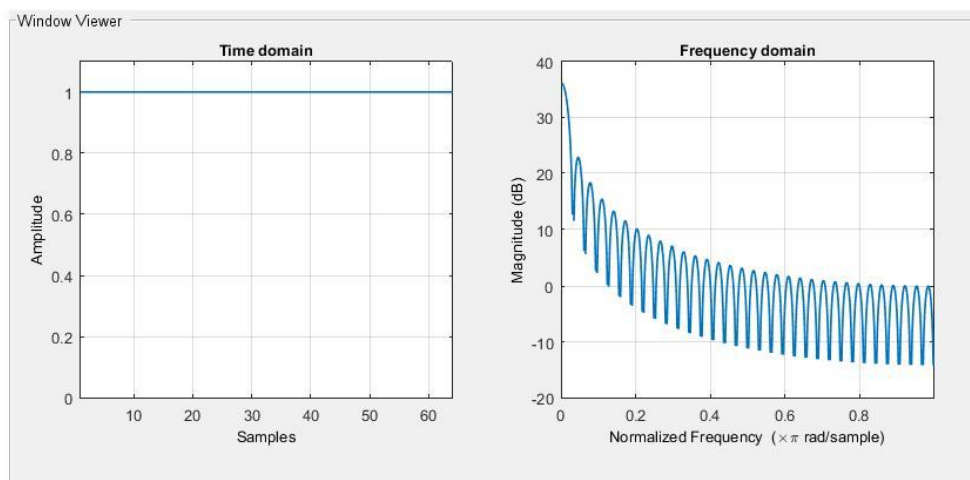 Window Viewer
Time domain
1
0.8
0.6
0.4
0.2
0
Amplitude
10 20 30 40 50 60
Samples
Frequency domain
40
30
20
10
0
-10
-20
Magnitude (dB)
0 0.2 0.4 0.6 0.8
Normalized Frequency (×π rad/sample)